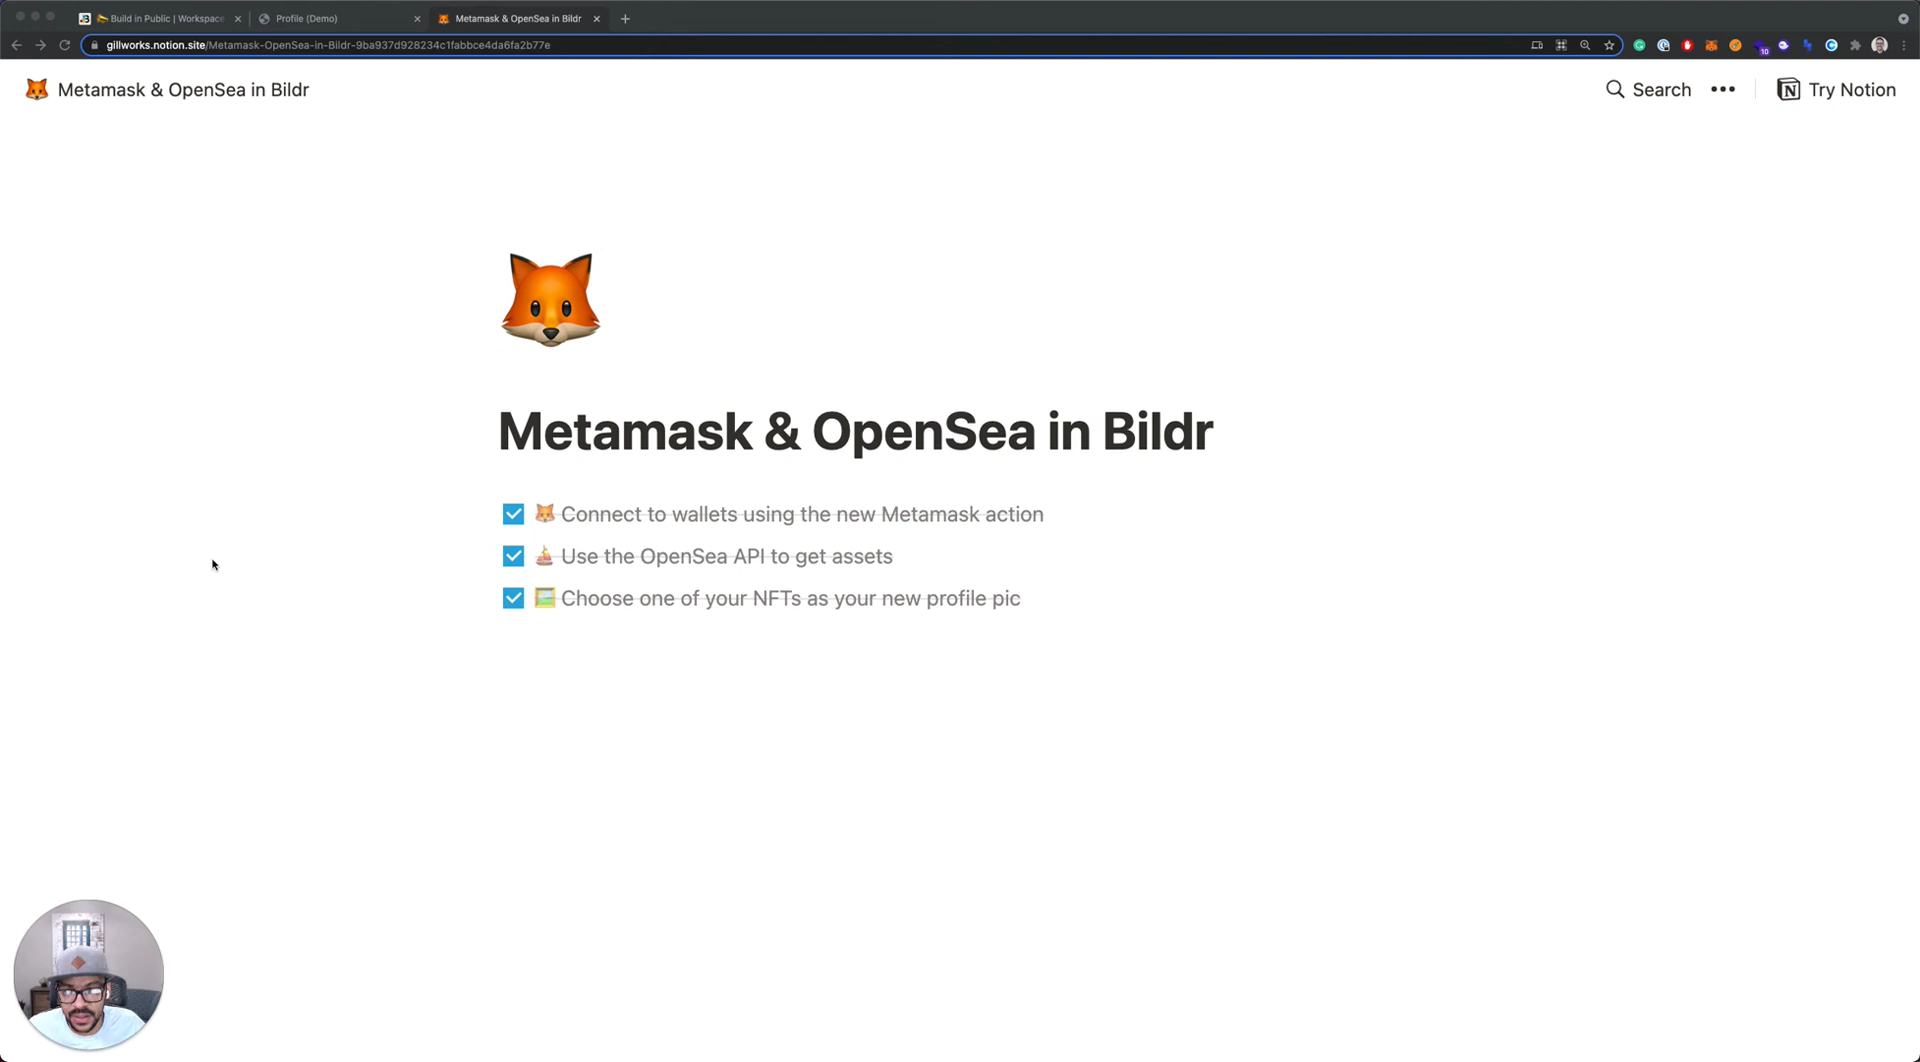 Build in Public | Workspace
Profile (Demo)
Metamask & OpenSea in Bildr
gillworks.notion.site/Metamask-OpenSea-in-Bildr-9ba937d928234c1fabbce4da6fa2b77e
10
Metamask & OpenSea in Bildr
Search
Try Notion
Metamask & OpenSea in Bildr
Connect to wallets using the new Metamask action
Use the OpenSea API to get assets
Choose one of your NFTs as your new profile pic